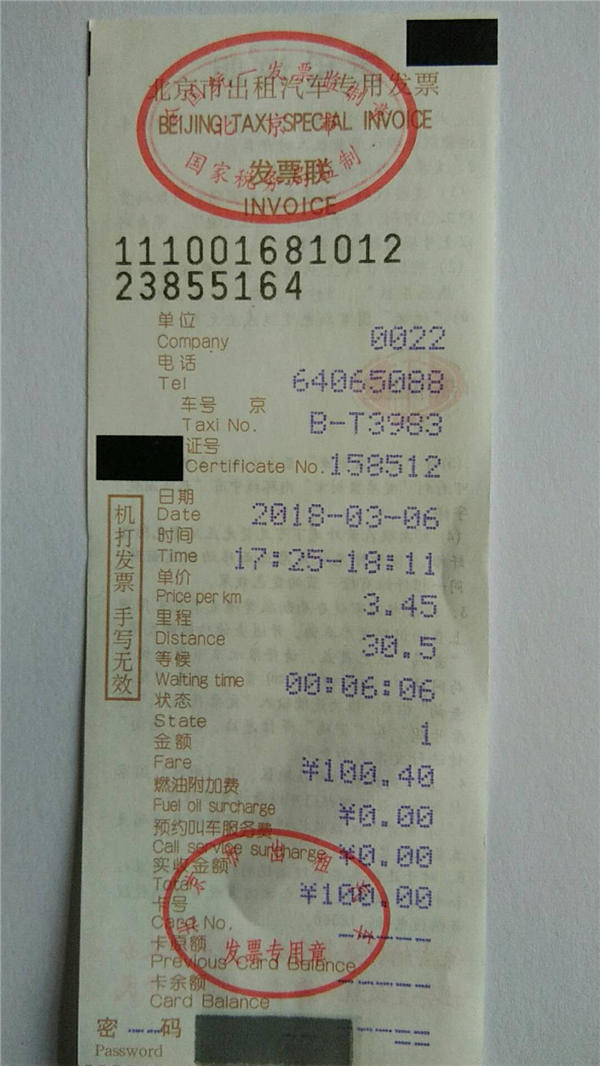 北京市出租汽车专用发票
BEIJING TAXI SPECIAL INVOICE
发票联
INVOICE
国家税务局监制
111001681012
23855164
单位
Company 0022
电话
Tel 64065088
车号 京
Taxi No. B-T3983
证号
Certificate No. 158512
日期
Date 2018-03-06
时间
Time 17:25-18:11
单价
Price per km 3.45
里程
Distance 30.5
等候
Waiting time 00:06:06
状态
State 1
金额
Fare ¥100.40
燃油附加费
Fuel oil surcharge ¥0.00
预约叫车服务费
Call service surcharge ¥0.00
实收金额
Total ¥100.00
卡号
Card No.
卡原额
Previous Card Balance
卡余额
Card Balance
发票专用章
密 码
Password
机打发票 手写无效